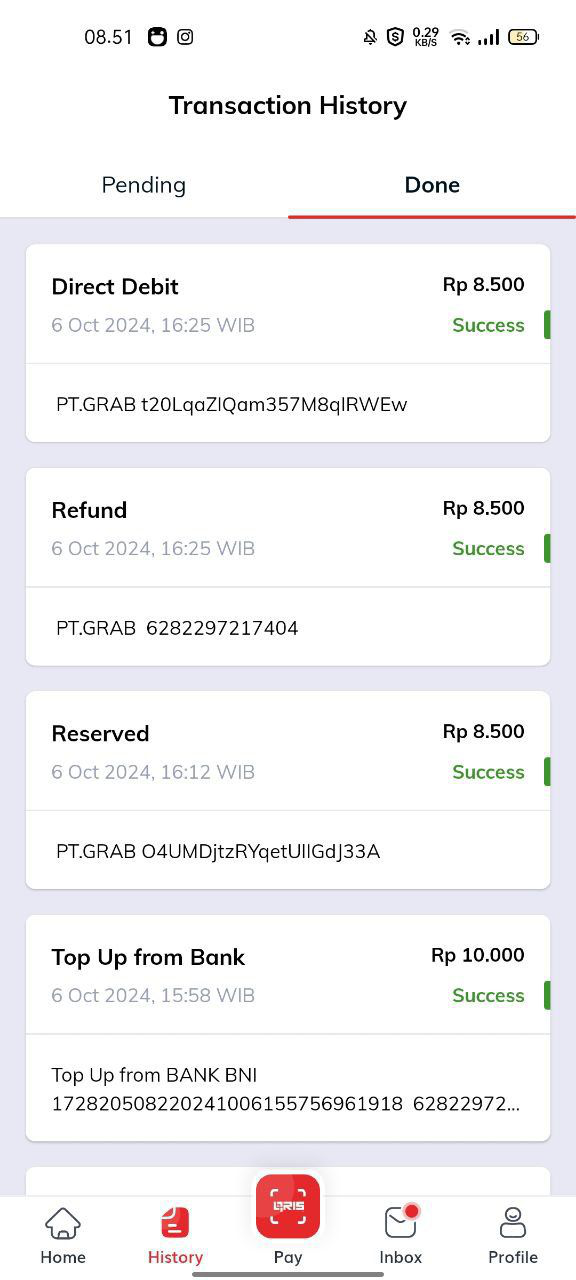 08.51
0.29
KB/S
56
Transaction History
Pending
Done
Direct Debit
Rp 8.500
6 Oct 2024, 16:25 WIB
Success
PT.GRAB t20LqaZIQam357M8qIRWEw
Refund
Rp 8.500
6 Oct 2024, 16:25 WIB
Success
PT.GRAB 6282297217404
Reserved
Rp 8.500
6 Oct 2024, 16:12 WIB
Success
PT.GRAB O4UMDjtzRYqetUIIGdJ33A
Top Up from Bank
Rp 10.000
6 Oct 2024, 15:58 WIB
Success
Top Up from BANK BNI
172820508220241006155756961918 62822972...
QRIS
Home
History
Pay
Inbox
Profile